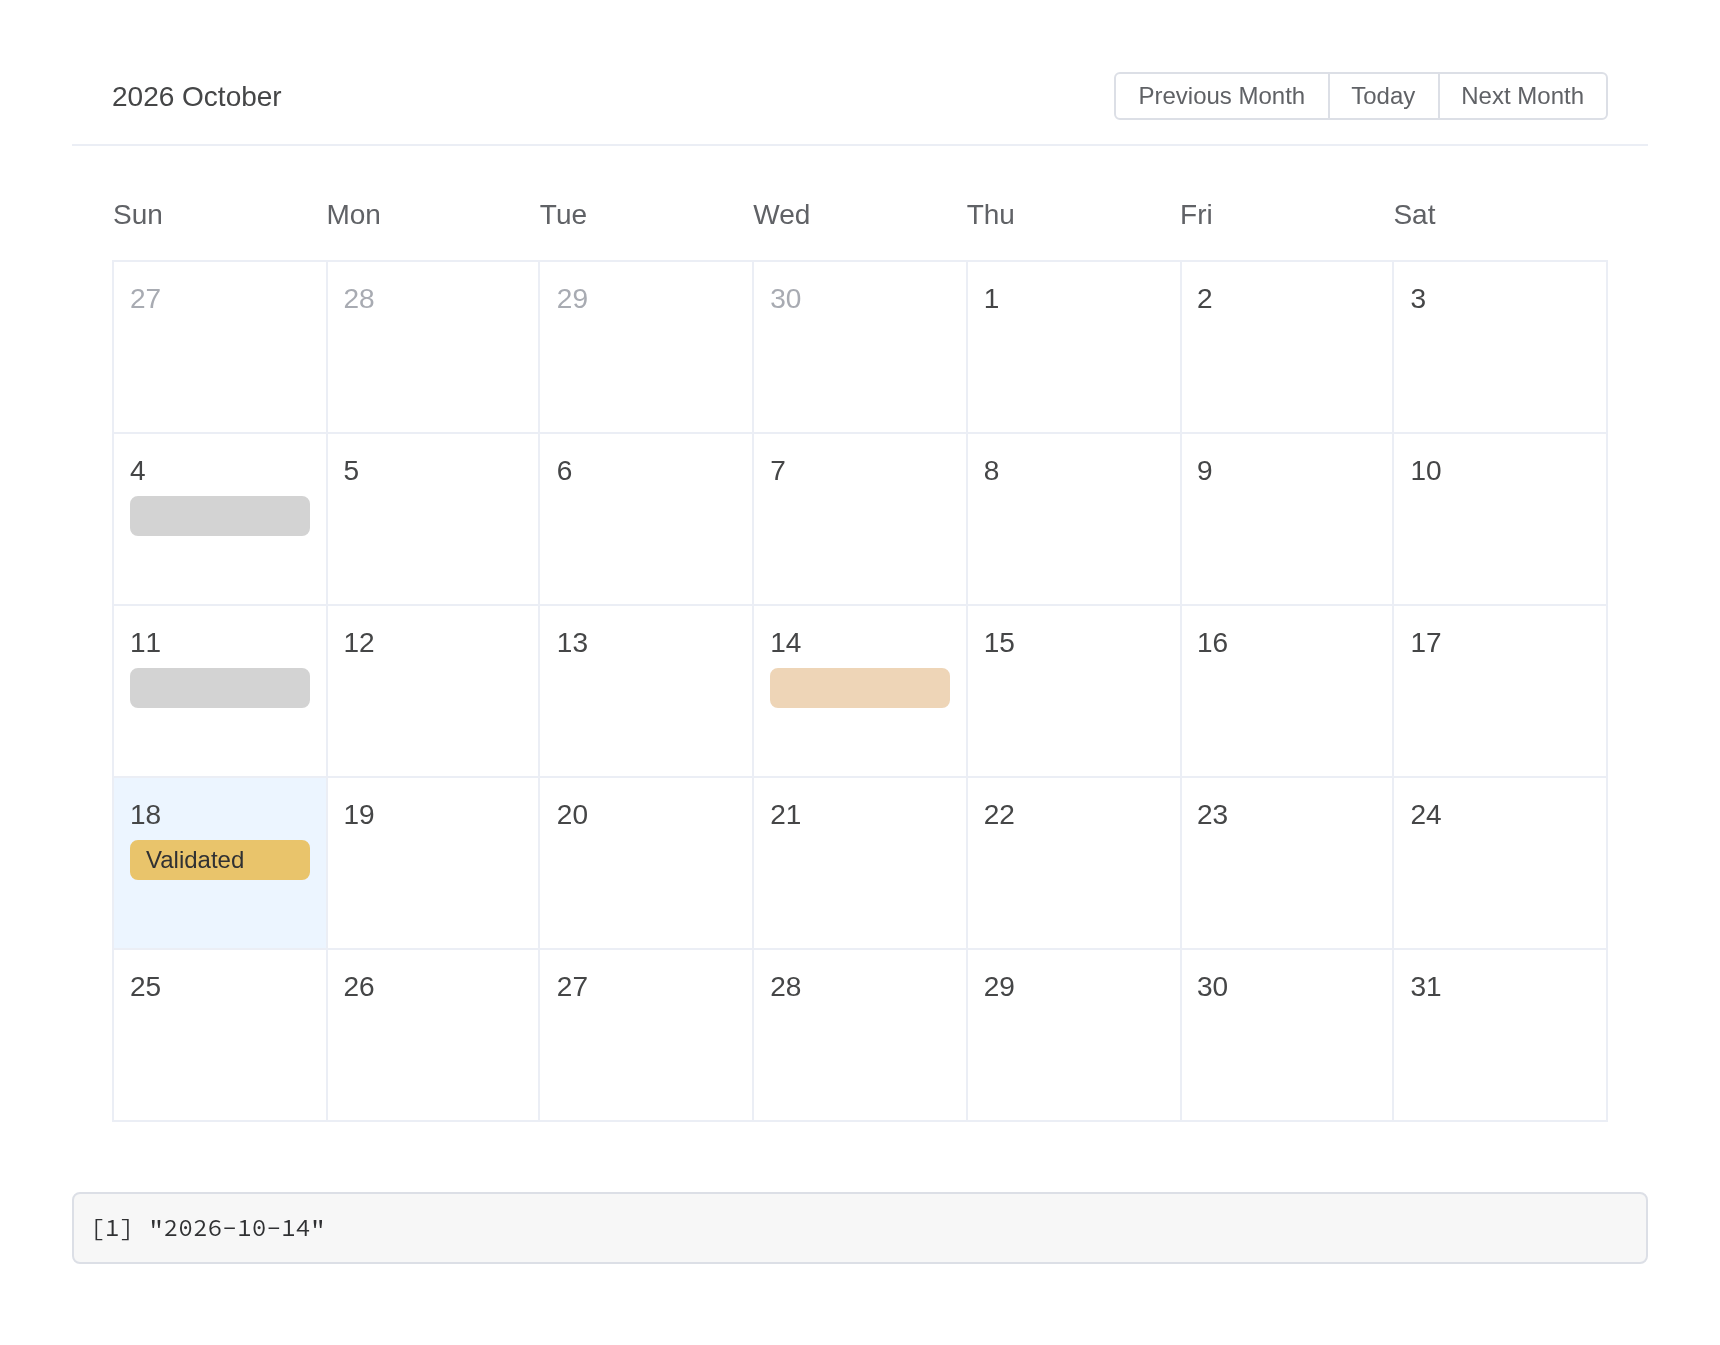 2026 October
Previous Month Today Next Month
Sun Mon Tue Wed Thu Fri Sat
27 28 29 30 1 2 3
4 5 6 7 8 9 10
11 12 13 14 15 16 17
18 19 20 21 22 23 24
Validated
25 26 27 28 29 30 31
[1] "2026-10-14"